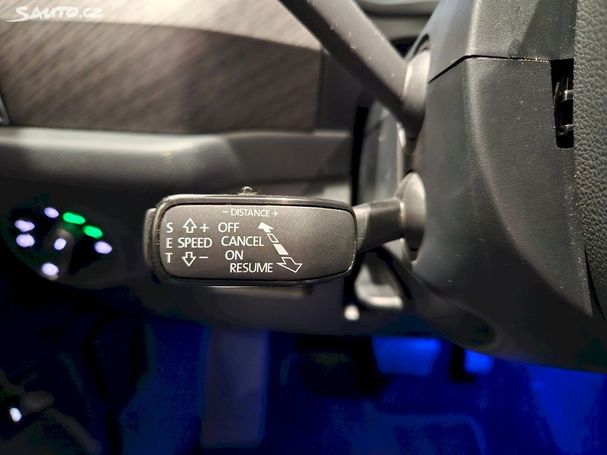 Sauto.cz
– DISTANCE +
S + OFF
E SPEED CANCEL
T – ON
RESUME